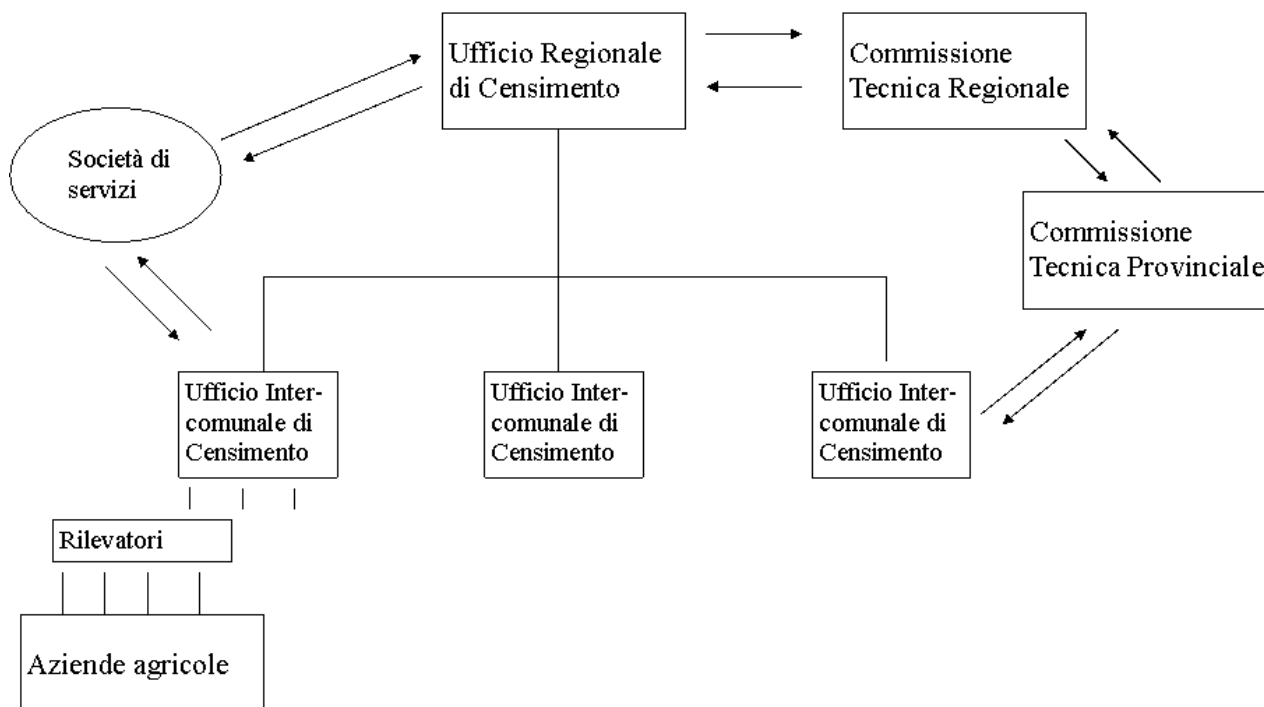 Ufficio Regionale
di Censimento
Commissione
Tecnica Regionale
Società di
servizi
Commissione
Tecnica Provinciale
Ufficio Inter-
comunale di
Censimento
Ufficio Inter-
comunale di
Censimento
Ufficio Inter-
comunale di
Censimento
Rilevatori
Aziende agricole